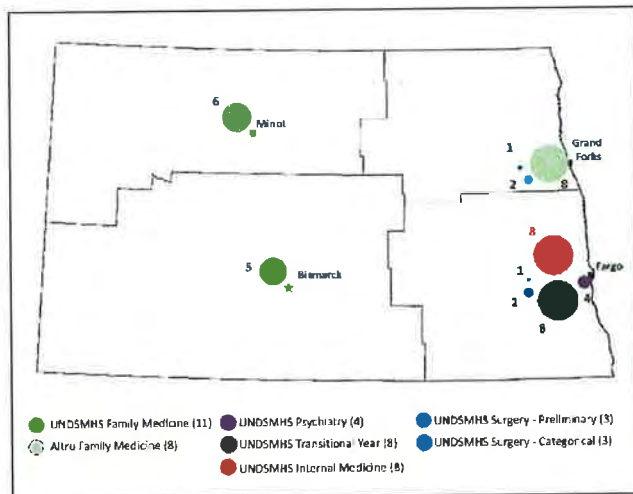 6
Minot
1
Grand
Forks
2
8
8
5
Bismarck
1
Fargo
4
2
8
UNDSMHS Family Medicine (11)
Altru Family Medicine (8)
UNDSMHS Psychiatry (4)
UNDSMHS Transitional Year (8)
UNDSMHS Internal Medicine (8)
UNDSMHS Surgery - Preliminary (3)
UNDSMHS Surgery - Categorical (3)